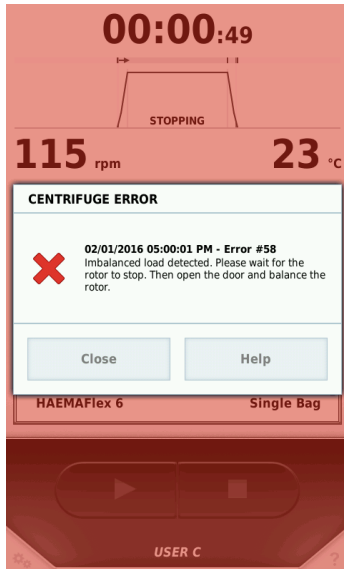 00:00:49
STOPPING
115 rpm
23 °C
CENTRIFUGE ERROR
02/01/2016 05:00:01 PM - Error #58
Imbalanced load detected. Please wait for the
rotor to stop. Then open the door and balance the
rotor.
Close
Help
HAEMAFlex 6
Single Bag
USER C
?